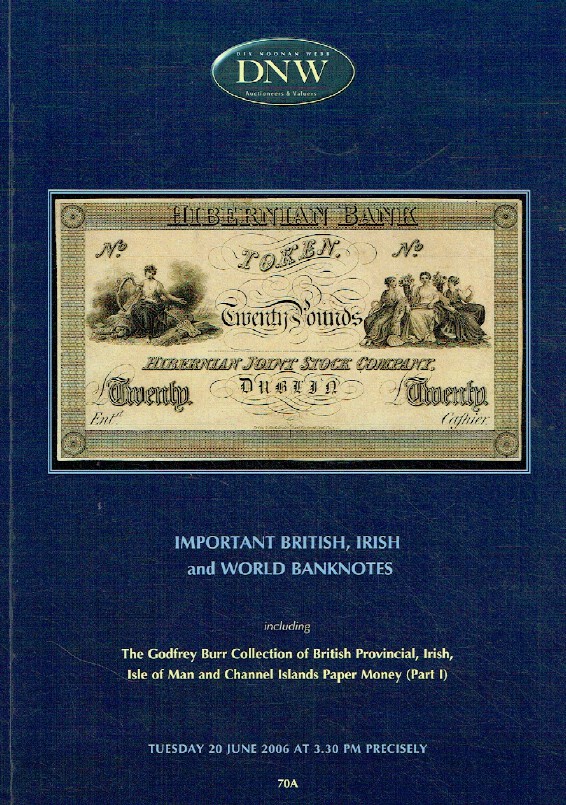 DIX NOONAN WEBB
DNW
Auctioneers & Valuers
HIBERNIAN BANK
Nº Nº
TOKEN.
Twenty Pounds
HIBERNIAN JOINT STOCK COMPANY,
£Twenty. DUBLIN £Twenty.
Entd Cashier
IMPORTANT BRITISH, IRISH
and WORLD BANKNOTES
including
The Godfrey Burr Collection of British Provincial, Irish,
Isle of Man and Channel Islands Paper Money (Part I)
TUESDAY 20 JUNE 2006 AT 3.30 PM PRECISELY
70A